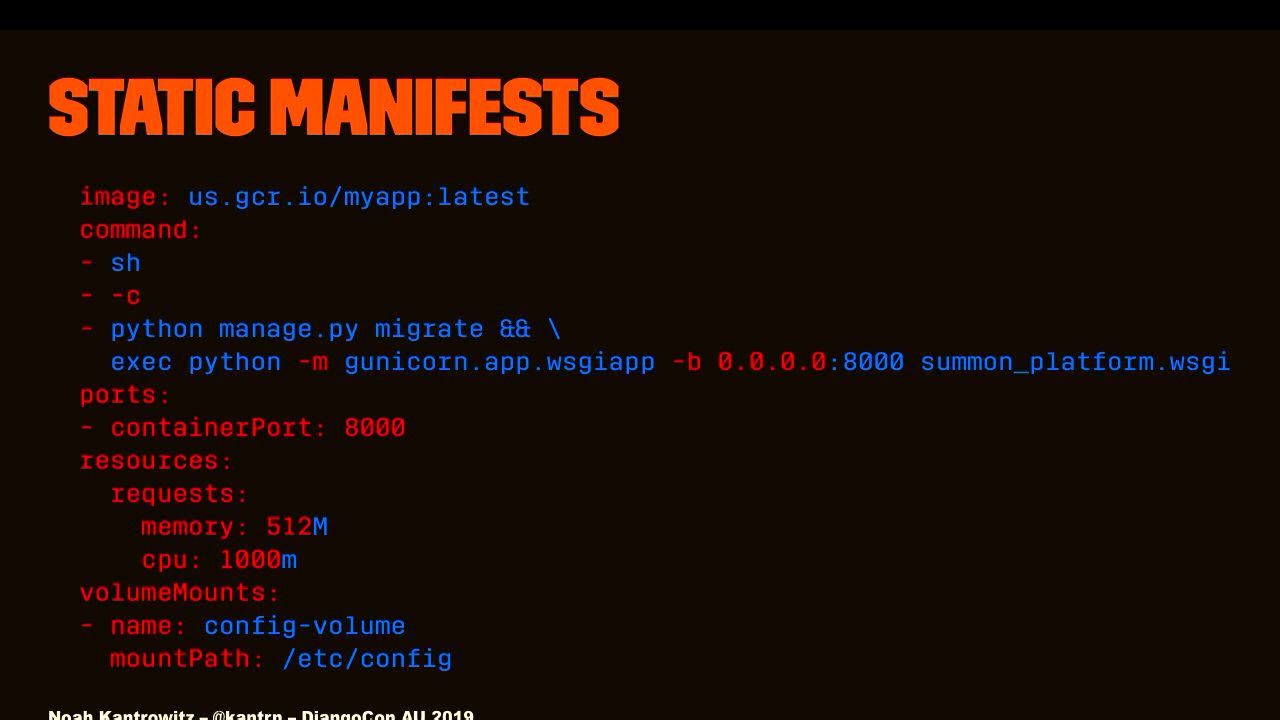 STATIC MANIFESTS
image: us.gcr.io/myapp:latest
command:
- sh
- -c
- python manage.py migrate && \
exec python -m gunicorn.app.wsgiapp -b 0.0.0.0:8000 summon_platform.wsgi
ports:
- containerPort: 8000
resources:
requests:
memory: 512M
cpu: 1000m
volumeMounts:
- name: config-volume
mountPath: /etc/config
Noah Kantrowitz – @kantrn – DjangoCon AU 2019